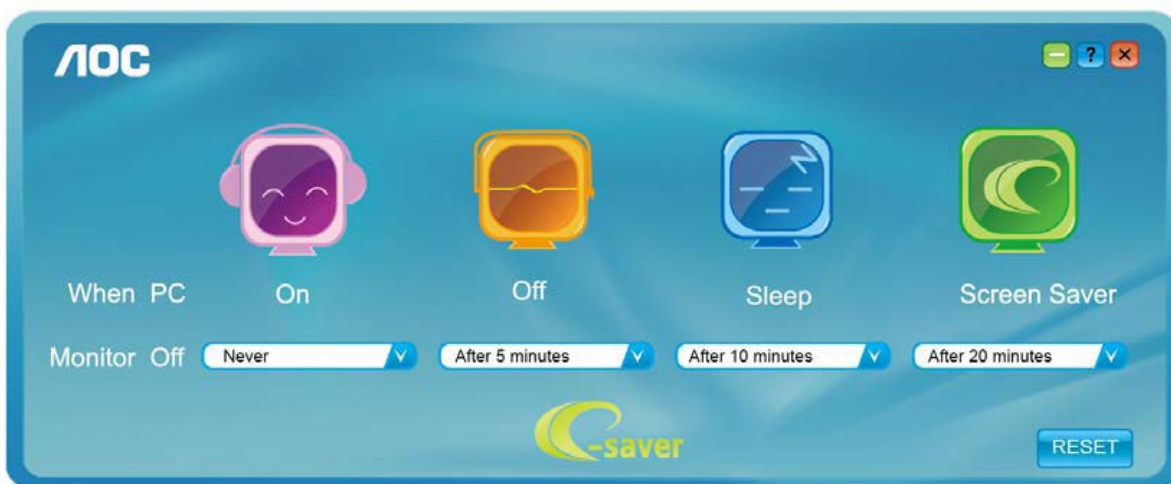 AOC
?
When PC On Off Sleep Screen Saver
Monitor Off Never After 5 minutes After 10 minutes After 20 minutes
e-saver
RESET